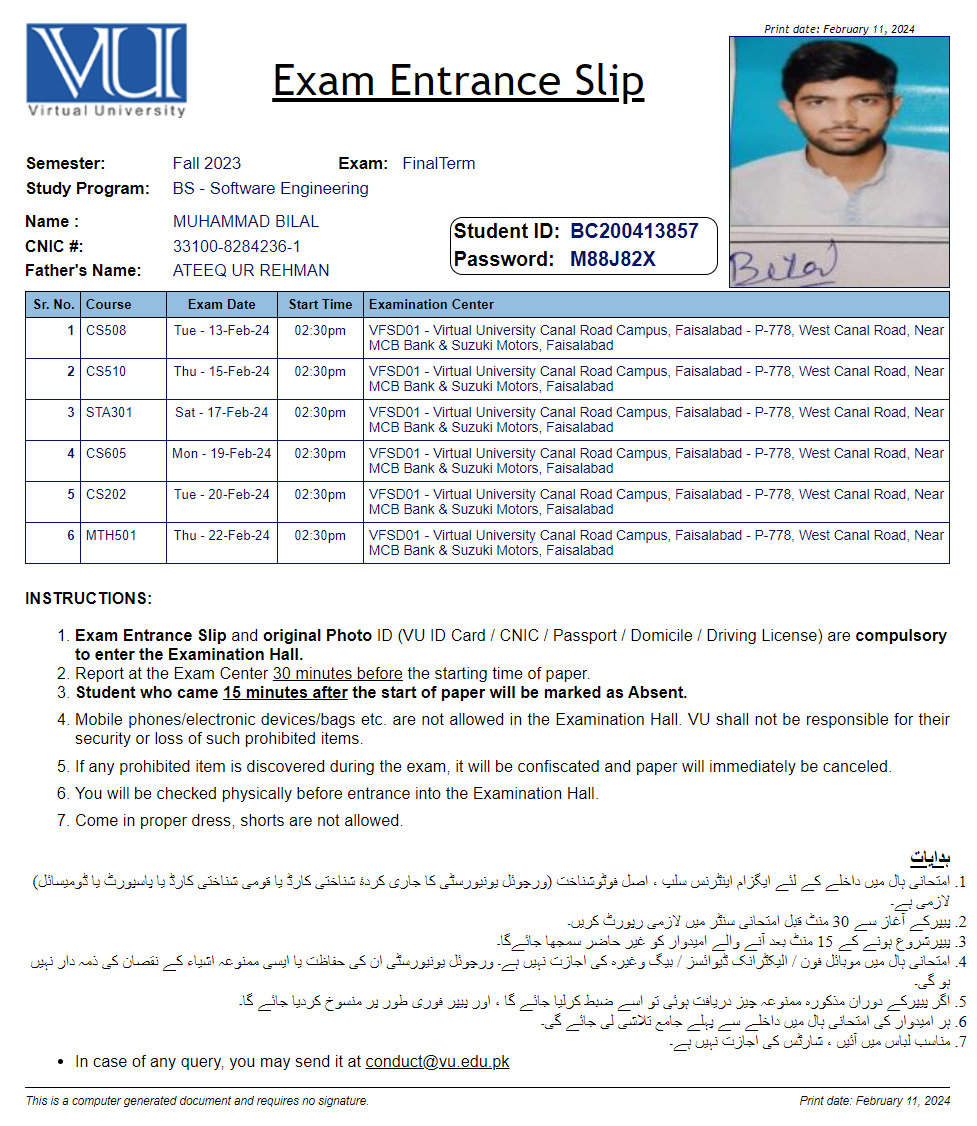 VU
Virtual University
Print date: February 11, 2024
Exam Entrance Slip
Semester: Fall 2023 Exam: FinalTerm
Study Program: BS - Software Engineering
Name : MUHAMMAD BILAL
CNIC #: 33100-8284236-1
Father's Name: ATEEQ UR REHMAN
Student ID: BC200413857
Password: M88J82X
Sr. No. Course Exam Date Start Time Examination Center
1 CS508 Tue - 13-Feb-24 02:30pm VFSD01 - Virtual University Canal Road Campus, Faisalabad - P-778, West Canal Road, Near
MCB Bank & Suzuki Motors, Faisalabad
2 CS510 Thu - 15-Feb-24 02:30pm VFSD01 - Virtual University Canal Road Campus, Faisalabad - P-778, West Canal Road, Near
MCB Bank & Suzuki Motors, Faisalabad
3 STA301 Sat - 17-Feb-24 02:30pm VFSD01 - Virtual University Canal Road Campus, Faisalabad - P-778, West Canal Road, Near
MCB Bank & Suzuki Motors, Faisalabad
4 CS605 Mon - 19-Feb-24 02:30pm VFSD01 - Virtual University Canal Road Campus, Faisalabad - P-778, West Canal Road, Near
MCB Bank & Suzuki Motors, Faisalabad
5 CS202 Tue - 20-Feb-24 02:30pm VFSD01 - Virtual University Canal Road Campus, Faisalabad - P-778, West Canal Road, Near
MCB Bank & Suzuki Motors, Faisalabad
6 MTH501 Thu - 22-Feb-24 02:30pm VFSD01 - Virtual University Canal Road Campus, Faisalabad - P-778, West Canal Road, Near
MCB Bank & Suzuki Motors, Faisalabad
INSTRUCTIONS:
1. Exam Entrance Slip and original Photo ID (VU ID Card / CNIC / Passport / Domicile / Driving License) are compulsory
to enter the Examination Hall.
2. Report at the Exam Center 30 minutes before the starting time of paper.
3. Student who came 15 minutes after the start of paper will be marked as Absent.
4. Mobile phones/electronic devices/bags etc. are not allowed in the Examination Hall. VU shall not be responsible for their
security or loss of such prohibited items.
5. If any prohibited item is discovered during the exam, it will be confiscated and paper will immediately be canceled.
6. You will be checked physically before entrance into the Examination Hall.
7. Come in proper dress, shorts are not allowed.
ہدایات
1. امتحانی ہال میں داخلے کے لئے ایگزام اینٹرنس سلپ ، اصل فوٹوشناخت (ورچوئل یونیورسٹی کا جاری کردۂ شناختی کارڈ یا قومی شناختی کارڈ یا پاسپورٹ یا ڈومیسائل)
لازمی ہے۔
2. پیپرکے آغاز سے 30 منٹ قبل امتحانی سنٹر میں لازمی رپورٹ کریں۔
3. پیپرشروع ہونے کے 15 منٹ بعد آنے والے امیدوار کو غیر حاضر سمجھا جائےگا۔
4. امتحانی ہال میں موبائل فون / الیکٹرانک ڈیوائسز / بیگ وغیرہ کی اجازت نہیں ہے۔ ورچوئل یونیورسٹی ان کی حفاظت یا ایسی ممنوعہ اشیاء کے نقصان کی ذمہ دار نہیں
ہو گی۔
5. اگر پیپرکے دوران مذکورہ ممنوعہ چیز دریافت ہوئی تو اسے ضبط کرلیا جائے گا ، اور پیپر فوری طور پر منسوخ کردیا جائے گا۔
6. ہر امیدوار کی امتحانی ہال میں داخلے سے پہلے جامع تلاشی لی جائے گی۔
7. مناسب لباس میں آئیں ، شارٹس کی اجازت نہیں ہے۔
• In case of any query, you may send it at conduct@vu.edu.pk
This is a computer generated document and requires no signature. Print date: February 11, 2024